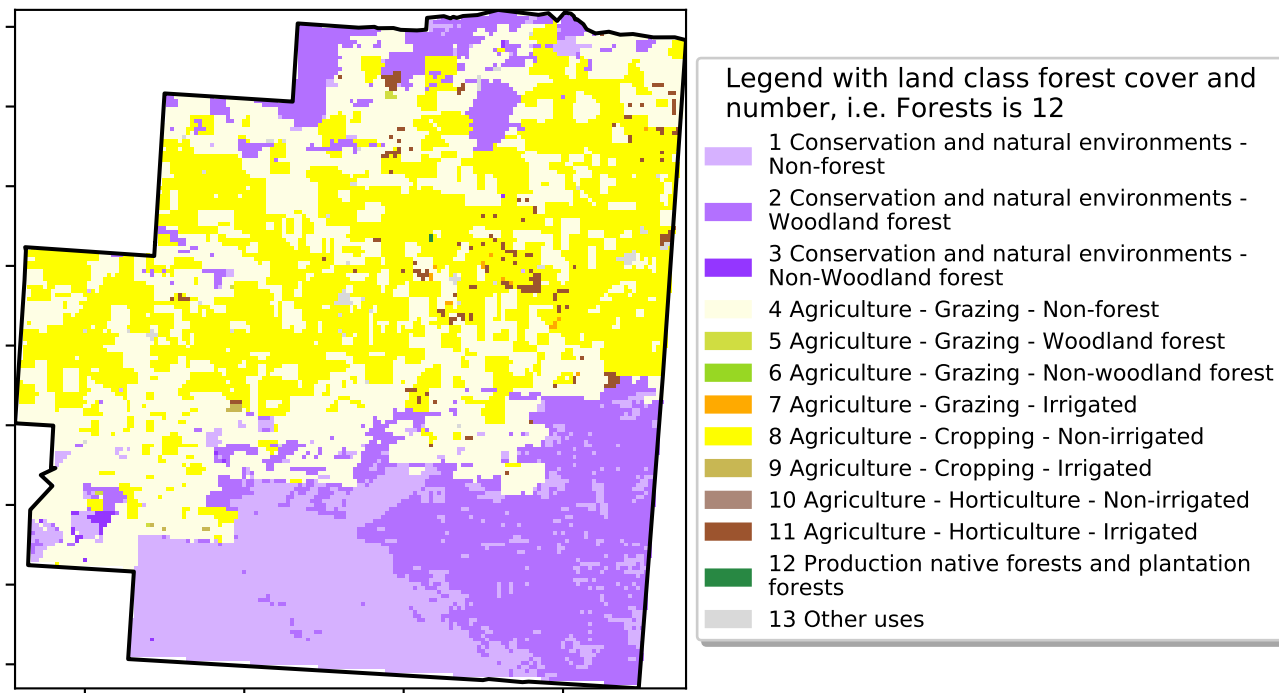 Legend with land class forest cover and
number, i.e. Forests is 12
1 Conservation and natural environments -
Non-forest
2 Conservation and natural environments -
Woodland forest
3 Conservation and natural environments -
Non-Woodland forest
4 Agriculture - Grazing - Non-forest
5 Agriculture - Grazing - Woodland forest
6 Agriculture - Grazing - Non-woodland forest
7 Agriculture - Grazing - Irrigated
8 Agriculture - Cropping - Non-irrigated
9 Agriculture - Cropping - Irrigated
10 Agriculture - Horticulture - Non-irrigated
11 Agriculture - Horticulture - Irrigated
12 Production native forests and plantation
forests
13 Other uses